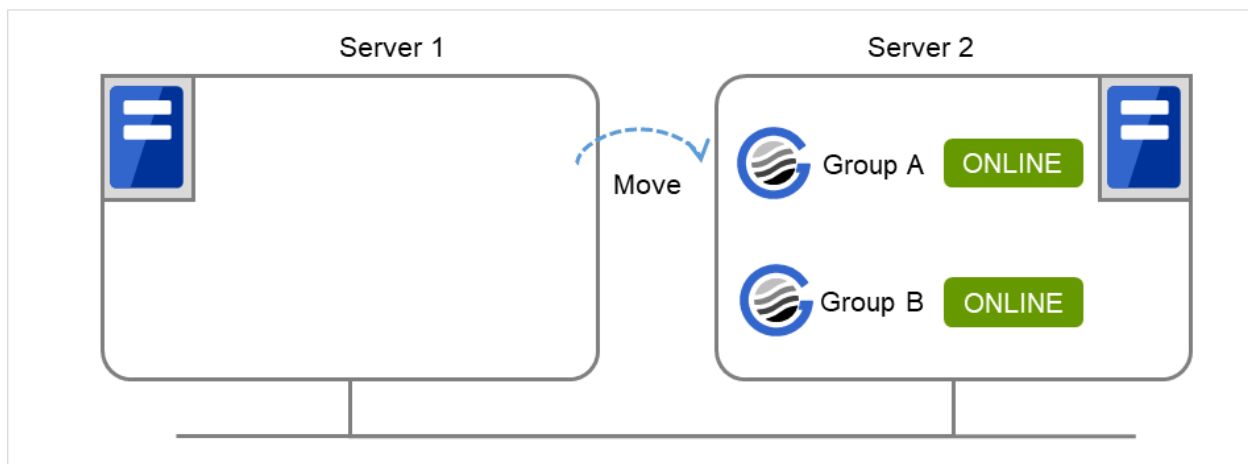 Server 1
Server 2
Move
Group A
ONLINE
Group B
ONLINE